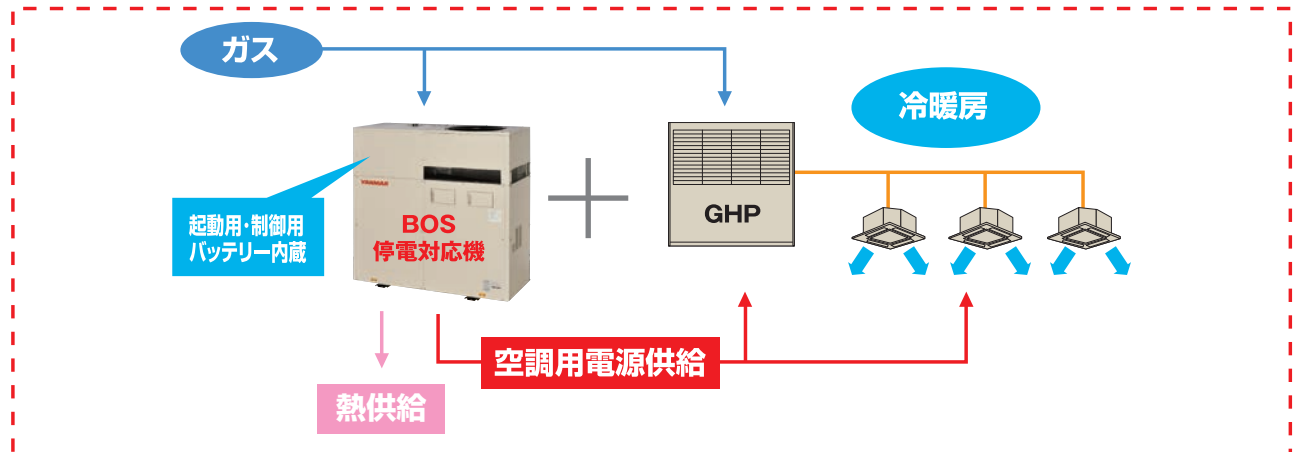 ガス
冷暖房
YANMAR
起動用・制御用
バッテリー内蔵
BOS
停電対応機
GHP
空調用電源供給
熱供給